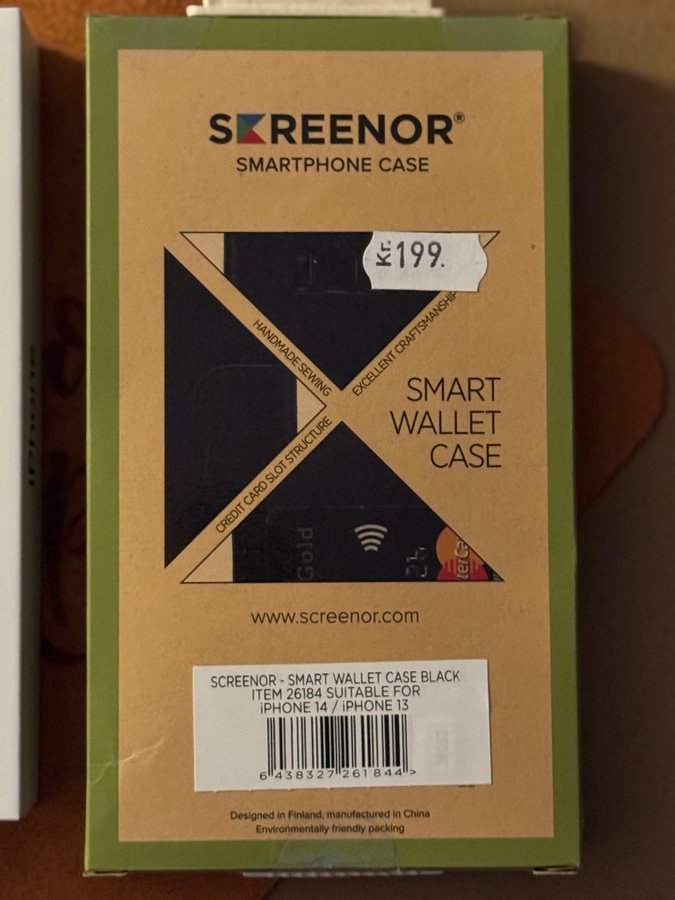 SCREENOR®
SMARTPHONE CASE
Kr. 199.
HANDMADE SEWING
EXCELLENT CRAFTSMANSHIP
SMART
WALLET
CASE
CREDIT CARD SLOT STRUCTURE
Gold
www.screenor.com
SCREENOR - SMART WALLET CASE BLACK
ITEM 26184 SUITABLE FOR
iPHONE 14 / iPHONE 13
6 438327 261844 >
Designed in Finland, manufactured in China
Environmentally friendly packing
iPhone